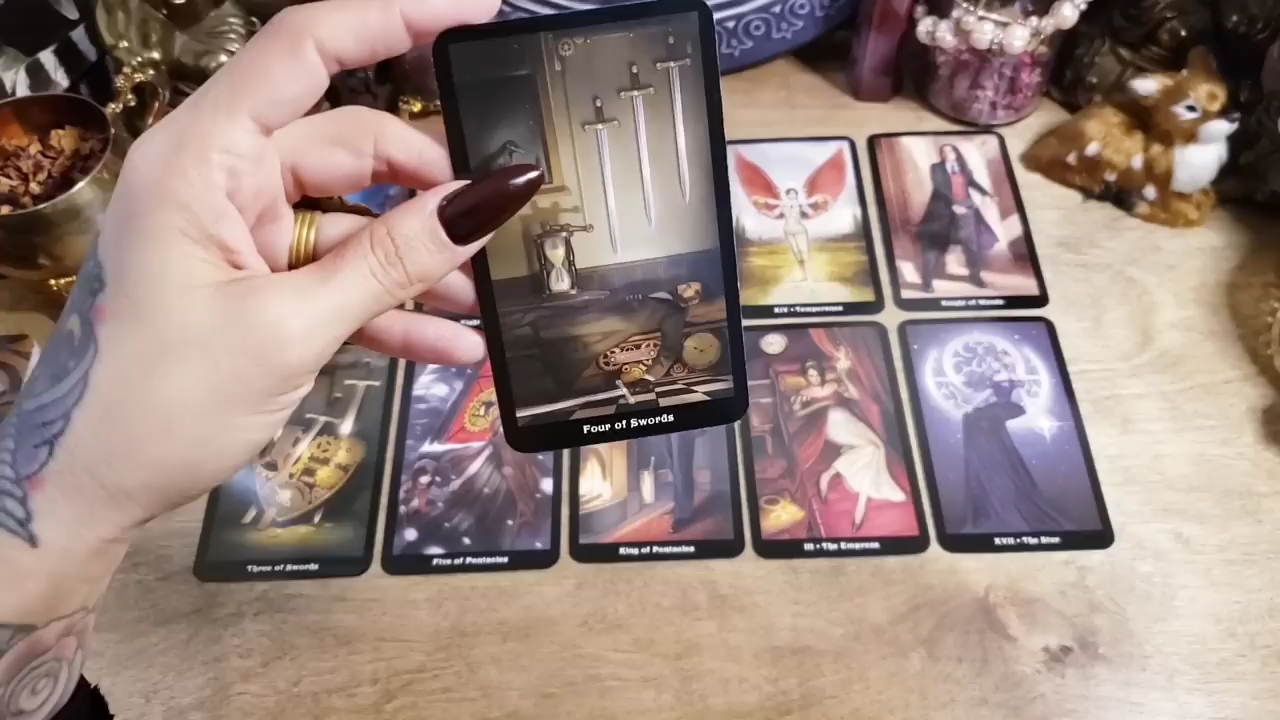 Four of Swords
XIV • Temperance
Knight of Wands
Three of Swords
Five of Pentacles
King of Pentacles
III • The Empress
XVII • The Star